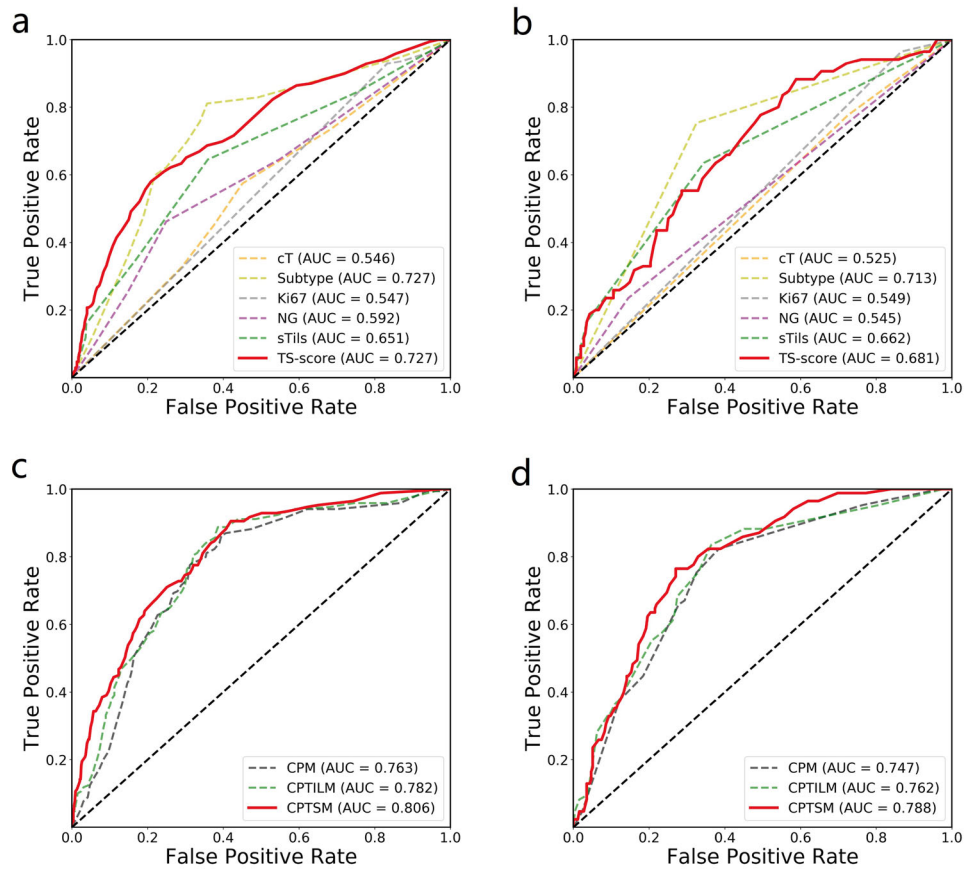 a
1.0
0.8
0.6
0.4
0.2
True Positive Rate
cT (AUC = 0.546)
Subtype (AUC = 0.727)
Ki67 (AUC = 0.547)
NG (AUC = 0.592)
sTils (AUC = 0.651)
TS-score (AUC = 0.727)
0.0 0.2 0.4 0.6 0.8 1.0
False Positive Rate
b
1.0
0.8
0.6
0.4
0.2
True Positive Rate
cT (AUC = 0.525)
Subtype (AUC = 0.713)
Ki67 (AUC = 0.549)
NG (AUC = 0.545)
sTils (AUC = 0.662)
TS-score (AUC = 0.681)
0.0 0.2 0.4 0.6 0.8 1.0
False Positive Rate
c
1.0
0.8
0.6
0.4
0.2
True Positive Rate
CPM (AUC = 0.763)
CPTILM (AUC = 0.782)
CPTSM (AUC = 0.806)
0.0 0.2 0.4 0.6 0.8 1.0
False Positive Rate
d
1.0
0.8
0.6
0.4
0.2
True Positive Rate
CPM (AUC = 0.747)
CPTILM (AUC = 0.762)
CPTSM (AUC = 0.788)
0.0 0.2 0.4 0.6 0.8 1.0
False Positive Rate